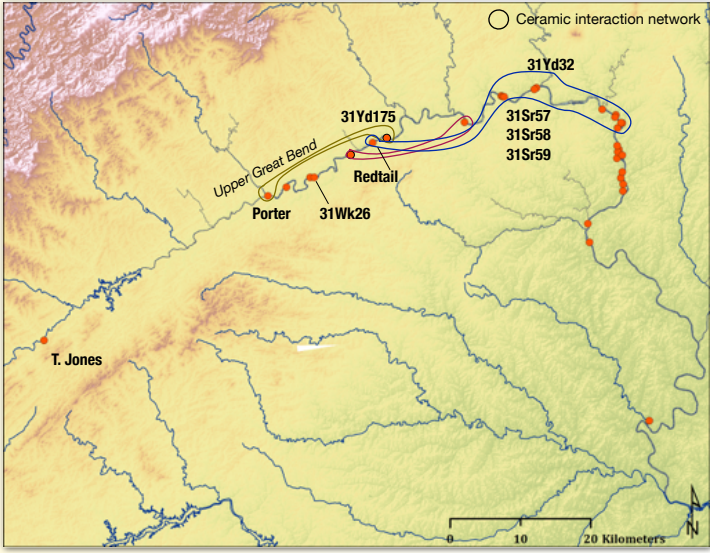 Ceramic interaction network
31Yd32
31Yd175
31Sr57
31Sr58
31Sr59
Upper Great Bend
Redtail
Porter
31Wk26
T. Jones
N
0 10 20 Kilometers